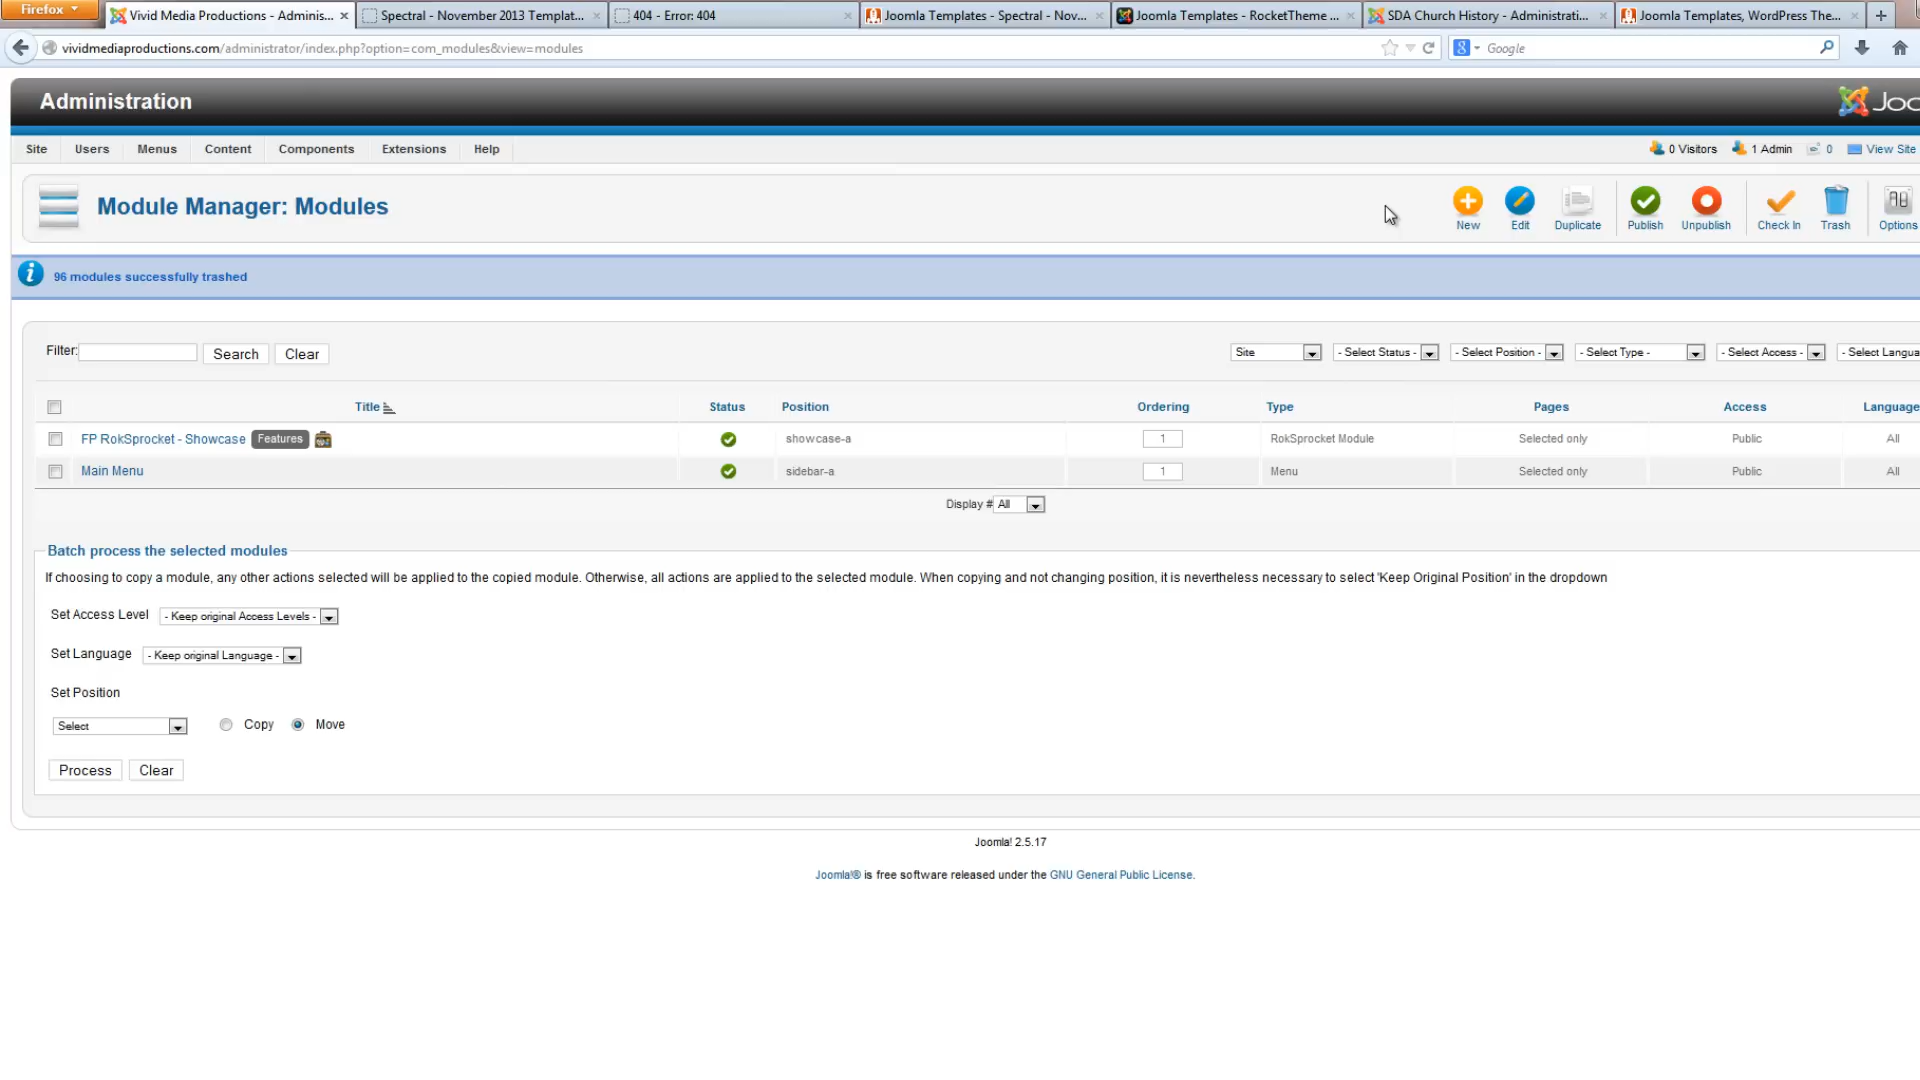 Firefox
Vivid Media Productions - Adminis...
Spectral - November 2013 Templat...
404 - Error: 404
Joomla Templates - Spectral - Nov...
Joomla Templates - RocketTheme ...
SDA Church History - Administrati...
Joomla Templates, WordPress The...
vividmediaproductions.com/administrator/index.php?option=com_modules&view=modules
Google
Administration
Joo
Site Users Menus Content Components Extensions Help
0 Visitors 1 Admin 0 View Site
Module Manager: Modules
New Edit Duplicate Publish Unpublish Check In Trash Options
96 modules successfully trashed
Filter: Search Clear
Site - Select Status - - Select Position - - Select Type - - Select Access - - Select Langua
Title Status Position Ordering Type Pages Access Language
FP RokSprocket - Showcase Features showcase-a 1 RokSprocket Module Selected only Public All
Main Menu sidebar-a 1 Menu Selected only Public All
Display # All
Batch process the selected modules
If choosing to copy a module, any other actions selected will be applied to the copied module. Otherwise, all actions are applied to the selected module. When copying and not changing position, it is nevertheless necessary to select 'Keep Original Position' in the dropdown
Set Access Level - Keep original Access Levels -
Set Language - Keep original Language -
Set Position
Select Copy Move
Process Clear
Joomla! 2.5.17
Joomla!® is free software released under the GNU General Public License.